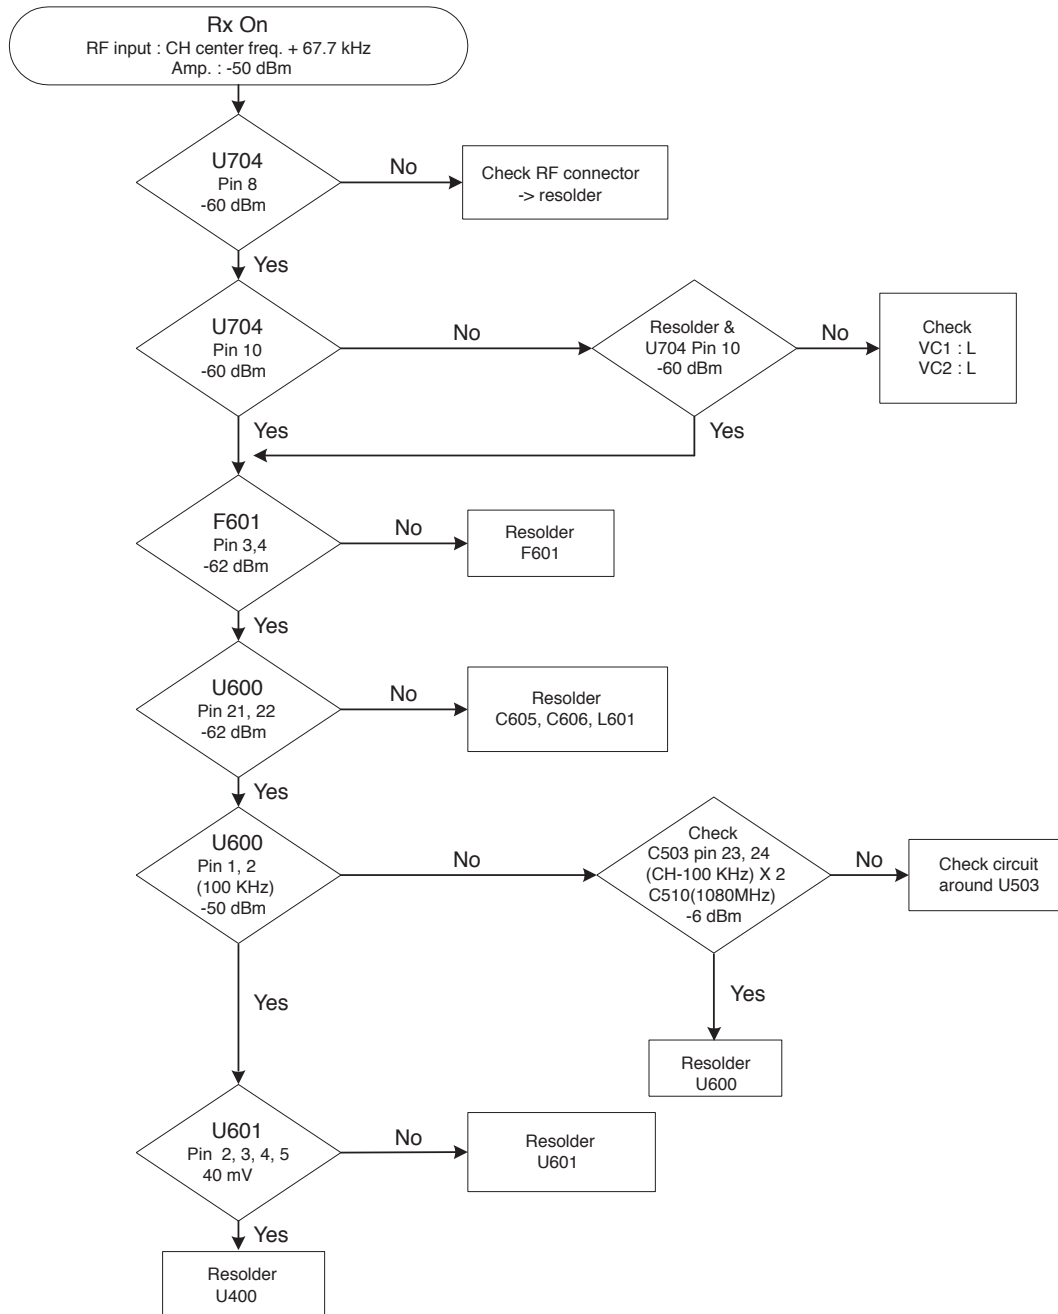 Rx On
RF input : CH center freq. + 67.7 kHz
Amp. : -50 dBm
U704
Pin 8
-60 dBm
No
Check RF connector
-> resolder
Yes
U704
Pin 10
-60 dBm
No
Resolder &
U704 Pin 10
-60 dBm
No
Check
VC1 : L
VC2 : L
Yes
Yes
F601
Pin 3,4
-62 dBm
No
Resolder
F601
Yes
U600
Pin 21, 22
-62 dBm
No
Resolder
C605, C606, L601
Yes
U600
Pin 1, 2
(100 KHz)
-50 dBm
No
Check
C503 pin 23, 24
(CH-100 KHz) X 2
C510(1080MHz)
-6 dBm
No
Check circuit
around U503
Yes
Yes
Resolder
U600
U601
Pin 2, 3, 4, 5
40 mV
No
Resolder
U601
Yes
Resolder
U400